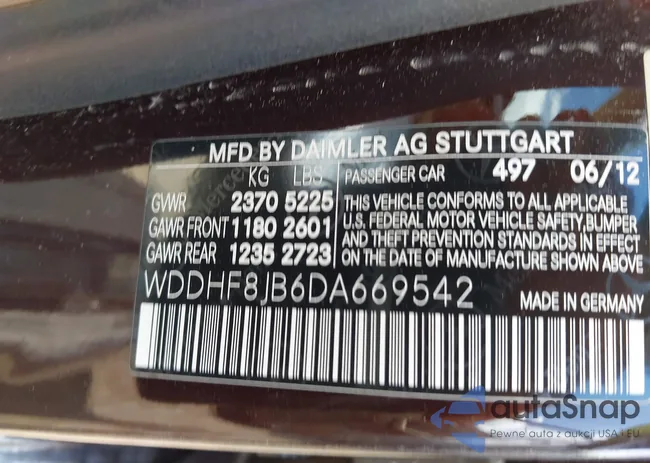 MFD BY DAIMLER AG STUTTGART
KG LBS PASSENGER CAR 497 06/12
GVWR 2370 5225
GAWR FRONT 1180 2601
GAWR REAR 1235 2723
THIS VEHICLE CONFORMS TO ALL APPLICABLE
U.S. FEDERAL MOTOR VEHICLE SAFETY, BUMPER
AND THEFT PREVENTION STANDARDS IN EFFECT
ON THE DATE OF MANUFACTURE SHOWN ABOVE
WDDHF8JB6DA669542 MADE IN GERMANY
autaSnap
Pewne auta z aukcji USA i EU